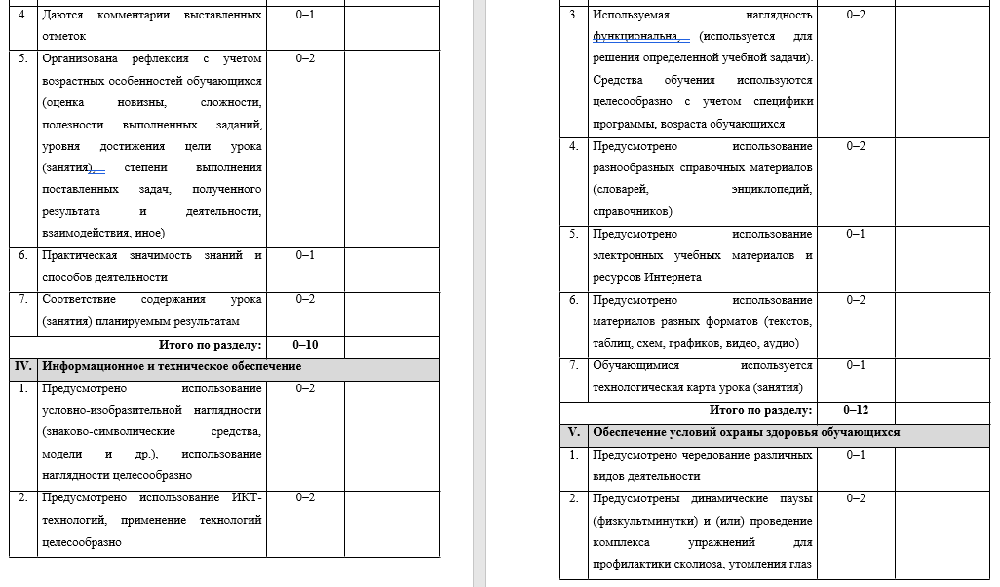 4. Даются комментарии выставленных 0–1
отметок
5. Организована рефлексия с учетом 0–2
возрастных особенностей обучающихся
(оценка новизны, сложности,
полезности выполненных заданий,
уровня достижения цели урока
(занятия), степени выполнения
поставленных задач, полученного
результата и деятельности,
взаимодействия, иное)
6. Практическая значимость знаний и 0–1
способов деятельности
7. Соответствие содержания урока 0–2
(занятия) планируемым результатам
Итого по разделу: 0–10
IV. Информационное и техническое обеспечение
1. Предусмотрено использование 0–2
условно-изобразительной наглядности
(знаково-символические средства,
модели и др.), использование
наглядности целесообразно
2. Предусмотрено использование ИКТ- 0–2
технологий, применение технологий
целесообразно
3. Используемая наглядность 0–2
функциональна, (используется для
решения определенной учебной задачи).
Средства обучения используются
целесообразно с учетом специфики
программы, возраста обучающихся
4. Предусмотрено использование 0–2
разнообразных справочных материалов
(словарей, энциклопедий,
справочников)
5. Предусмотрено использование 0–1
электронных учебных материалов и
ресурсов Интернета
6. Предусмотрено использование 0–2
материалов разных форматов (текстов,
таблиц, схем, графиков, видео, аудио)
7. Обучающимися используется 0–1
технологическая карта урока (занятия)
Итого по разделу: 0–12
V. Обеспечение условий охраны здоровья обучающихся
1. Предусмотрено чередование различных 0–1
видов деятельности
2. Предусмотрены динамические паузы 0–2
(физкультминутки) и (или) проведение
комплекса упражнений для
профилактики сколиоза, утомления глаз